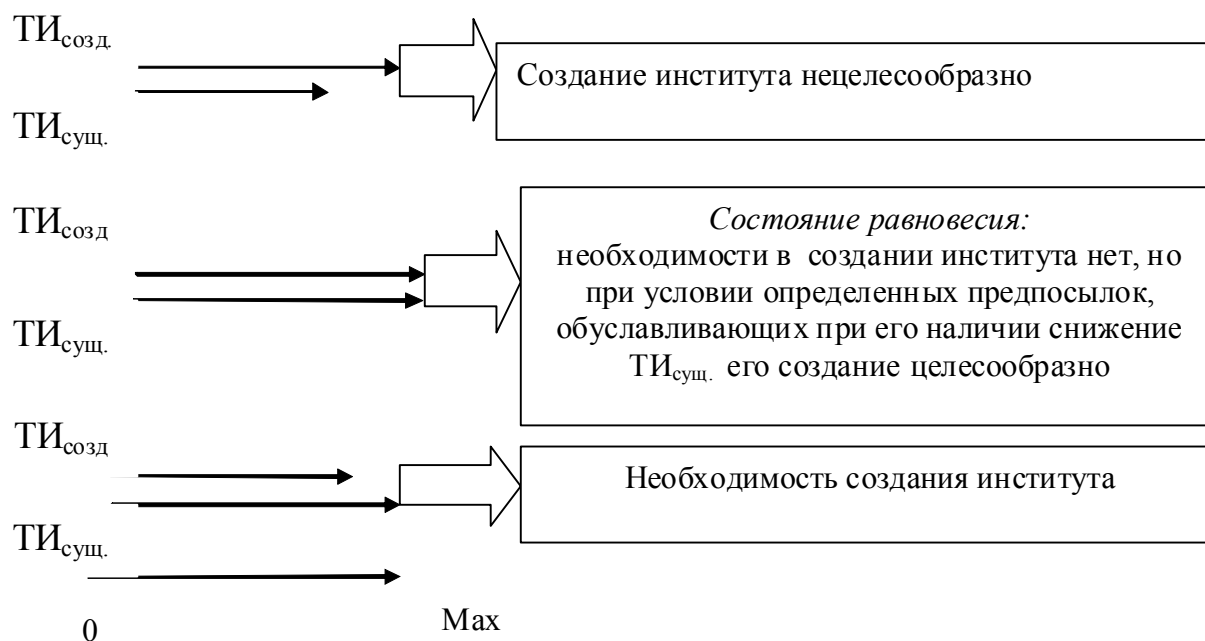 ТИсозд.
Создание института нецелесообразно
ТИсущ.
ТИсозд
Состояние равновесия:
необходимости в создании института нет, но
при условии определенных предпосылок,
обуславливающих при его наличии снижение
ТИсущ. его создание целесообразно
ТИсущ.
ТИсозд
Необходимость создания института
ТИсущ.
0
Max